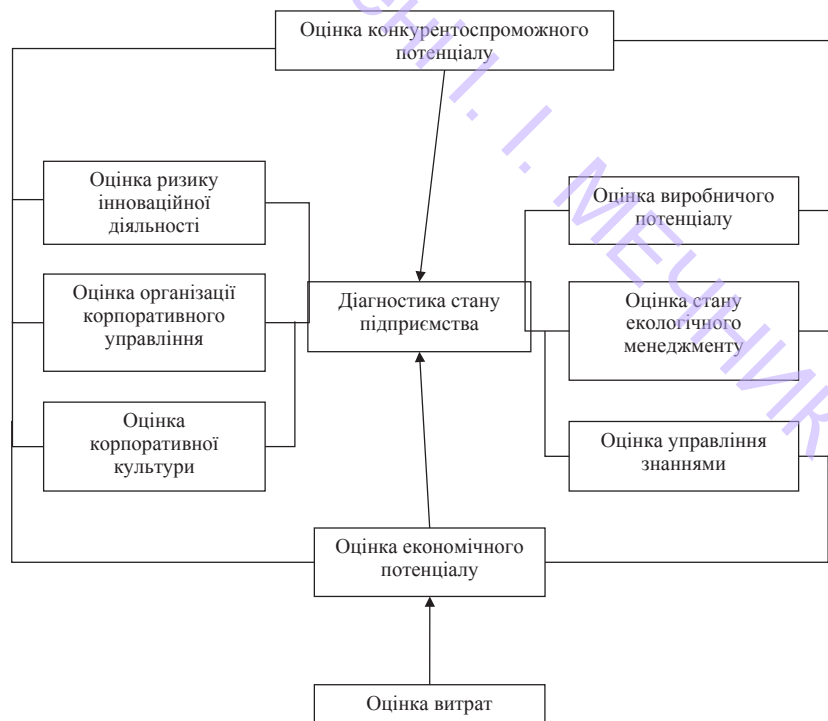 Оцінка конкурентоспроможного
потенціалу
Оцінка ризику
інноваційної
діяльності
Оцінка виробничого
потенціалу
Оцінка організації
корпоративного
управління
Діагностика стану
підприємства
Оцінка стану
екологічного
менеджменту
Оцінка
корпоративної
культури
Оцінка управління
знаннями
Оцінка економічного
потенціалу
Оцінка витрат
І. І. МЕЧНИК